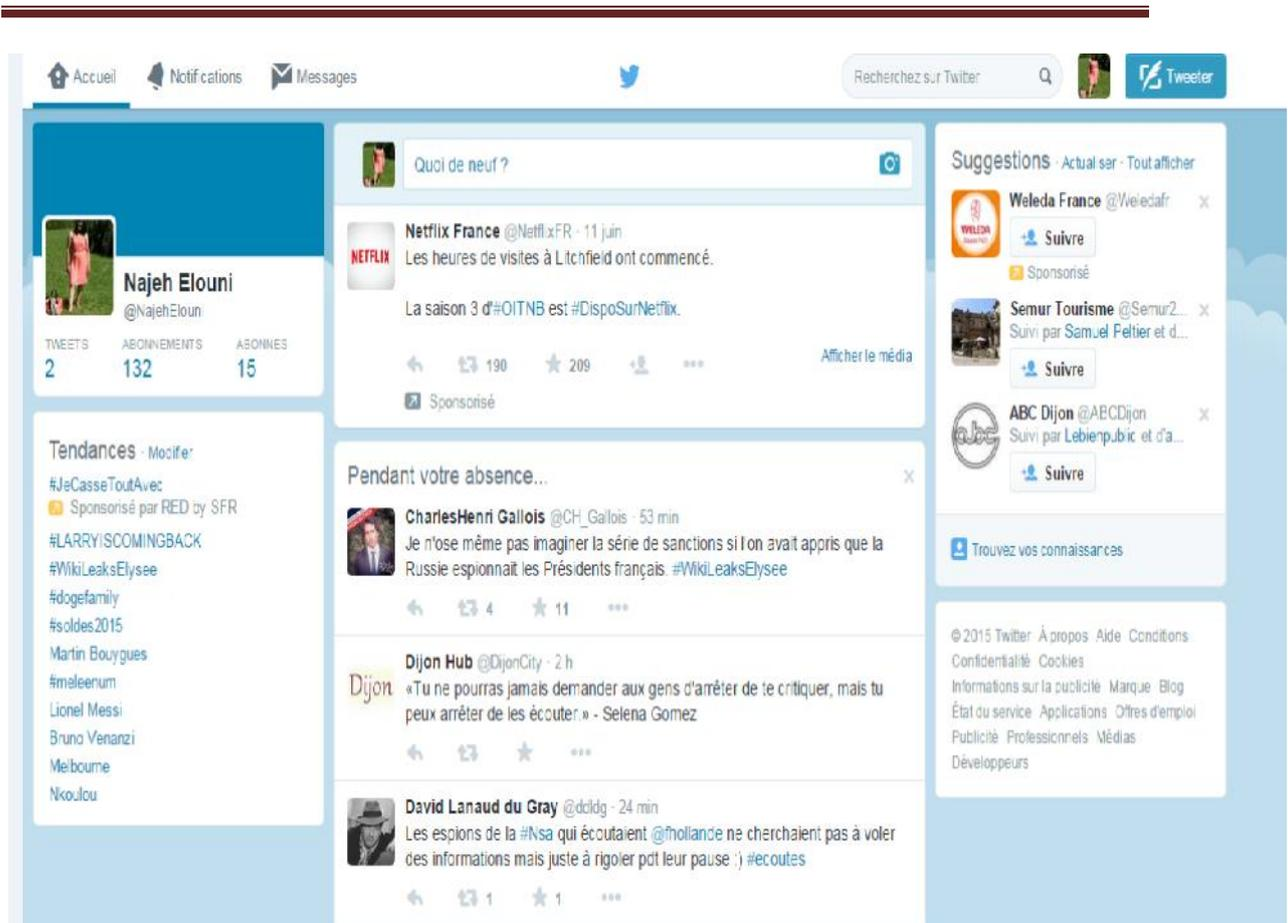 Accueil Notifications Messages Recherchez sur Twitter Tweeter
Najeh Elouni
@NajehElouni
TWEETS ABONNEMENTS ABONNÉS
2 132 15
Tendances · Modifier
#JeCasseToutAvec
Sponsorisé par RED by SFR
#LARRYISCOMINGBACK
#WikiLeaksElysee
#dogefamily
#soldes2015
Martin Bouygues
#meleenum
Lionel Messi
Bruno Venanzi
Melbourne
Nkoulou
Quoi de neuf ?
NETFLIX
Netflix France @NetflixFR · 11 juin
Les heures de visites à Litchfield ont commencé.
La saison 3 d'#OITNB est #DispoSurNetflix.
190 209 Afficher le média
Sponsorisé
Pendant votre absence...
CharlesHenri Gallois @CH_Gallois · 53 min
Je n'ose même pas imaginer la série de sanctions si l'on avait appris que la
Russie espionnait les Présidents français. #WikiLeaksElysee
4 11
Dijon
Dijon Hub @DijonCity · 2 h
«Tu ne pourras jamais demander aux gens d'arrêter de te critiquer, mais tu
peux arrêter de les écouter.» - Selena Gomez
David Lanaud du Gray @dcldg · 24 min
Les espions de la #Nsa qui écoutaient @fhollande ne cherchaient pas à voler
des informations mais juste à rigoler pdt leur pause :) #ecoutes
1 1
Suggestions · Actualiser · Tout afficher
WELEDA
Weleda France @Weledafr
Suivre
Sponsorisé
Semur Tourisme @Semur2...
Suivi par Samuel Peltier et d...
Suivre
abc
ABC Dijon @ABCDijon
Suivi par Lebienpublic et d'a...
Suivre
Trouvez vos connaissances
© 2015 Twitter À propos Aide Conditions
Confidentialité Cookies
Informations sur la publicité Marque Blog
État du service Applications Offres d'emploi
Publicité Professionnels Médias
Développeurs